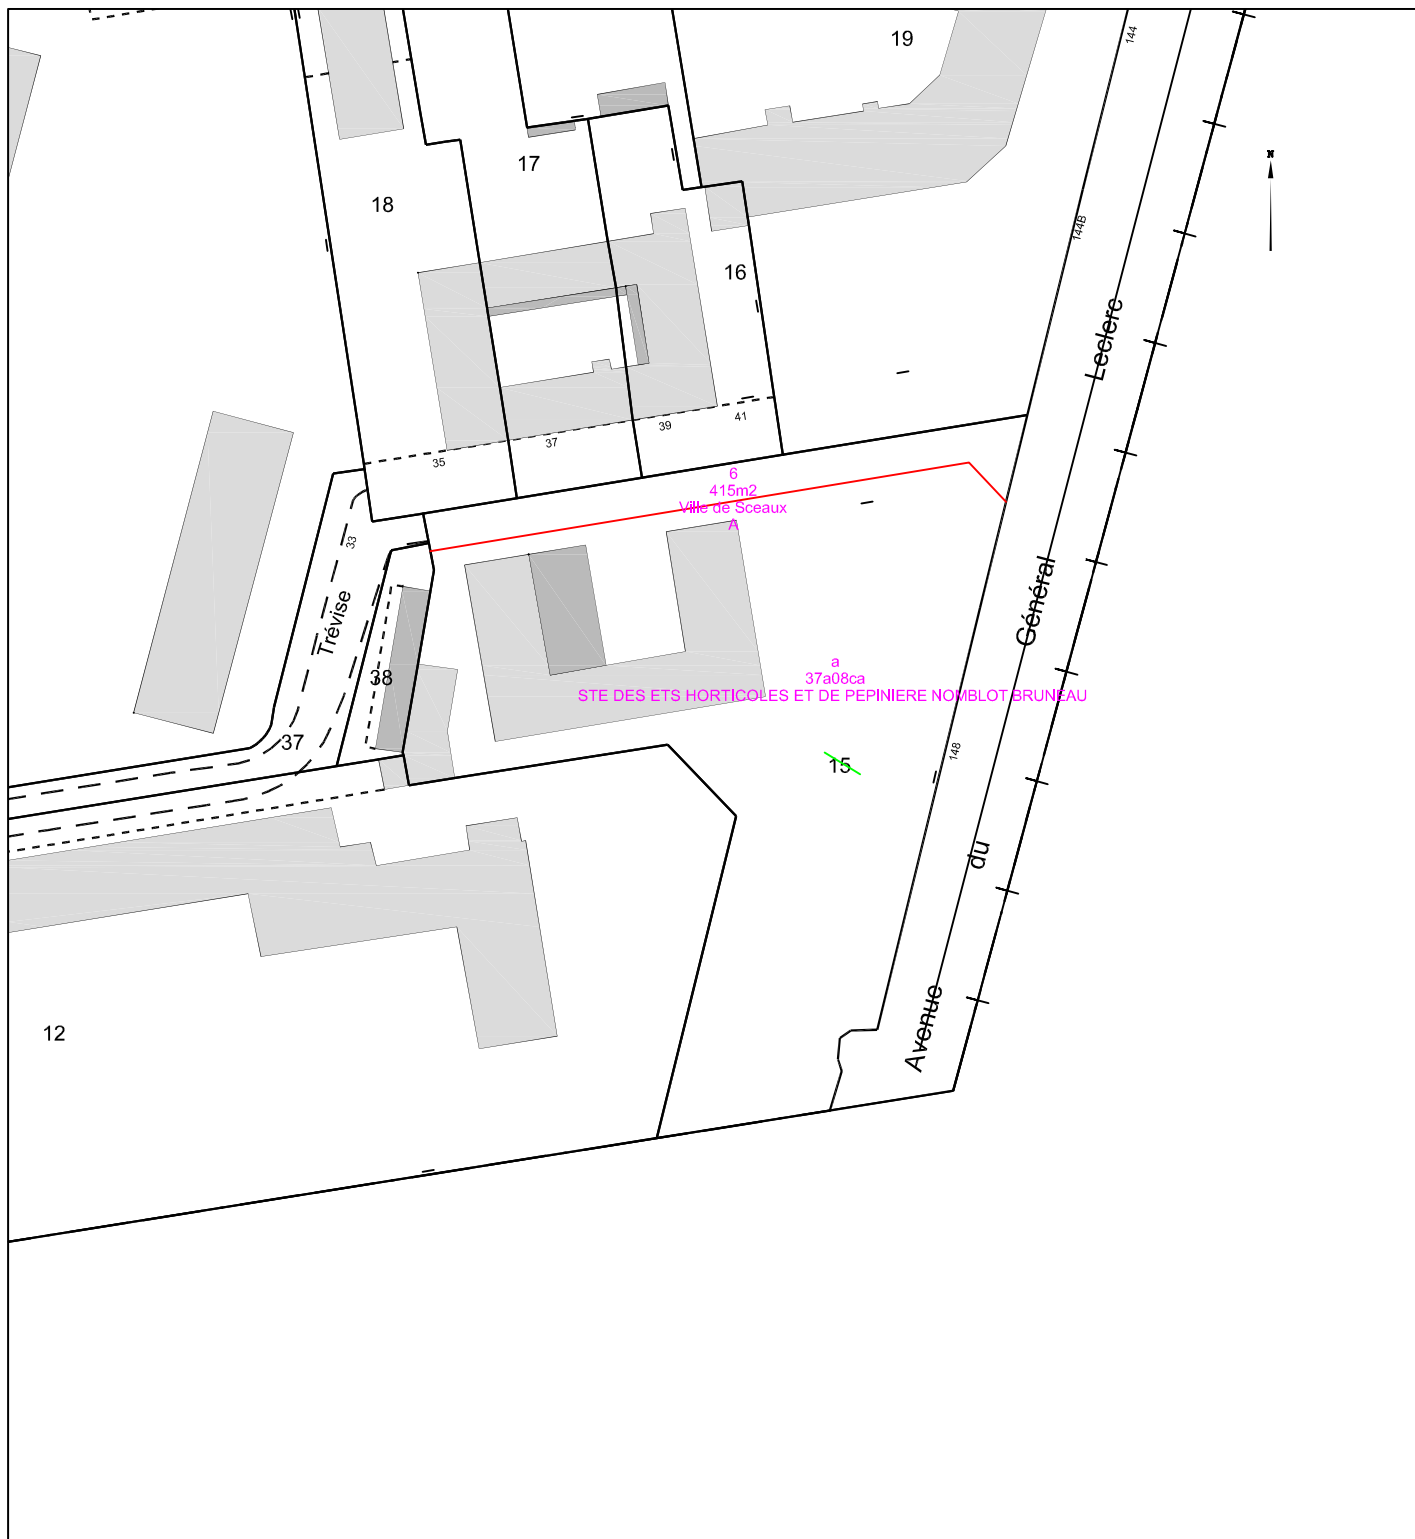 19
144
N
17
18
144B
16
Leclerc
41
39
37
35
6
415m2
Ville de Sceaux
A
33
Général
Trévise
38
a
37a08ca
STE DES ETS HORTICOLES ET DE PEPINIERE NOMBLOT BRUNEAU
37
148
15
du
12
Avenue